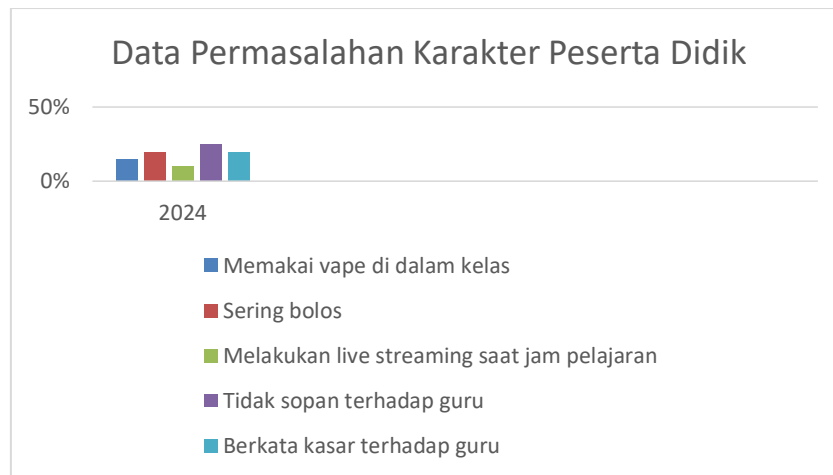 Data Permasalahan Karakter Peserta Didik
50%
0%
2024
Memakai vape di dalam kelas
Sering bolos
Melakukan live streaming saat jam pelajaran
Tidak sopan terhadap guru
Berkata kasar terhadap guru